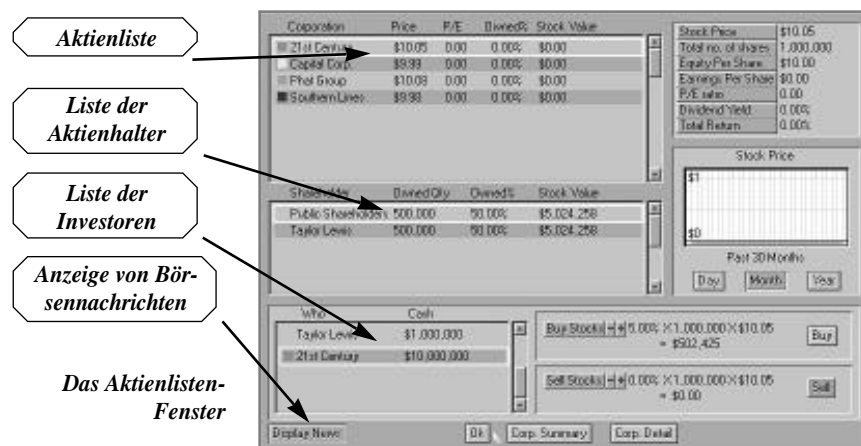 Aktienliste
Liste der
Aktienhalter
Liste der
Investoren
Anzeige von Bör-
sennachrichten
Das Aktienlisten-
Fenster
Corporation Price P/E Owned% Stock Value
21st Century $10.05 0.00 0.00% $0.00
Capital Corp. $9.99 0.00 0.00% $0.00
Phat Group $10.08 0.00 0.00% $0.00
Southern Lines $9.98 0.00 0.00% $0.00
Shareholder Owned Qty Owned% Stock Value
Public Shareholders 500,000 50.00% $5,024,258
Taylor Lewis 500,000 50.00% $5,024,258
Who Cash
Taylor Lewis $1,000,000
21st Century $10,000,000
Display News
Stock Price $10.05
Total no. of shares 1,000,000
Equity Per Share $10.00
Earnings Per Share $0.00
P/E ratio 0.00
Dividend Yield 0.00%
Total Return 0.00%
Stock Price
$1
$0
Past 30 Months
Day Month Year
Buy Stocks - + 5.00% X 1,000,000 X $10.05
= $502,425
Buy
Sell Stocks - + 0.00% X 1,000,000 X $10.05
= $0.00
Sell
Ok Corp. Summary Corp. Detail